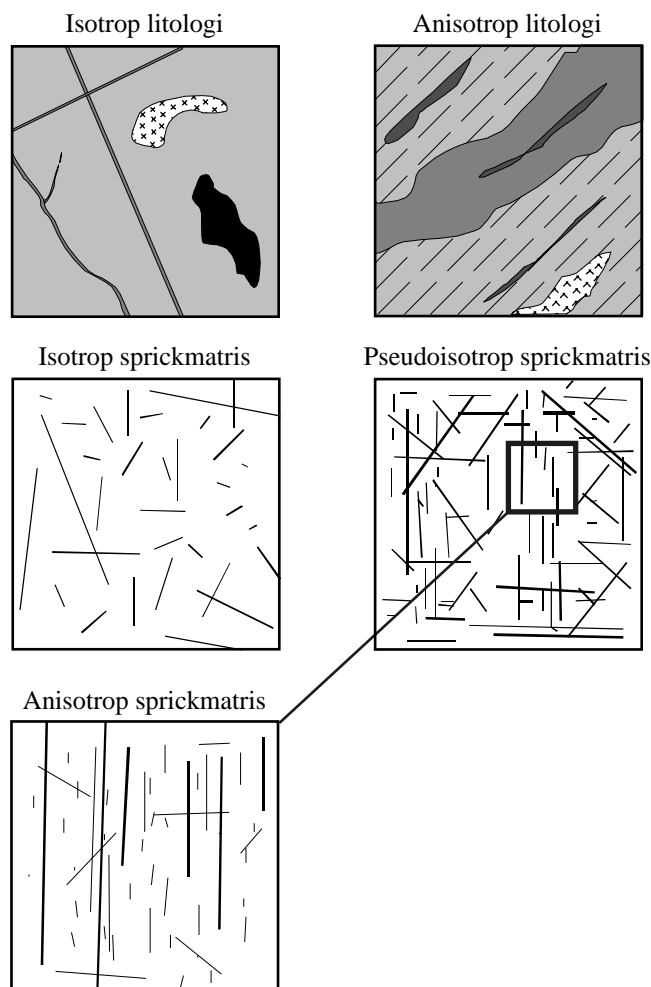 Isotrop litologi
Anisotrop litologi
Isotrop sprickmatris
Pseudoisotrop sprickmatris
Anisotrop sprickmatris